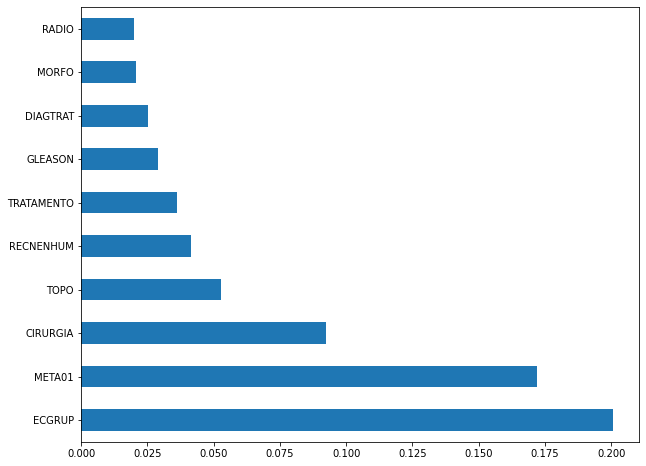 RADIO
MORFO
DIAGTRAT
GLEASON
TRATAMENTO
RECNENHUM
TOPO
CIRURGIA
META01
ECGRUP
0.000 0.025 0.050 0.075 0.100 0.125 0.150 0.175 0.200